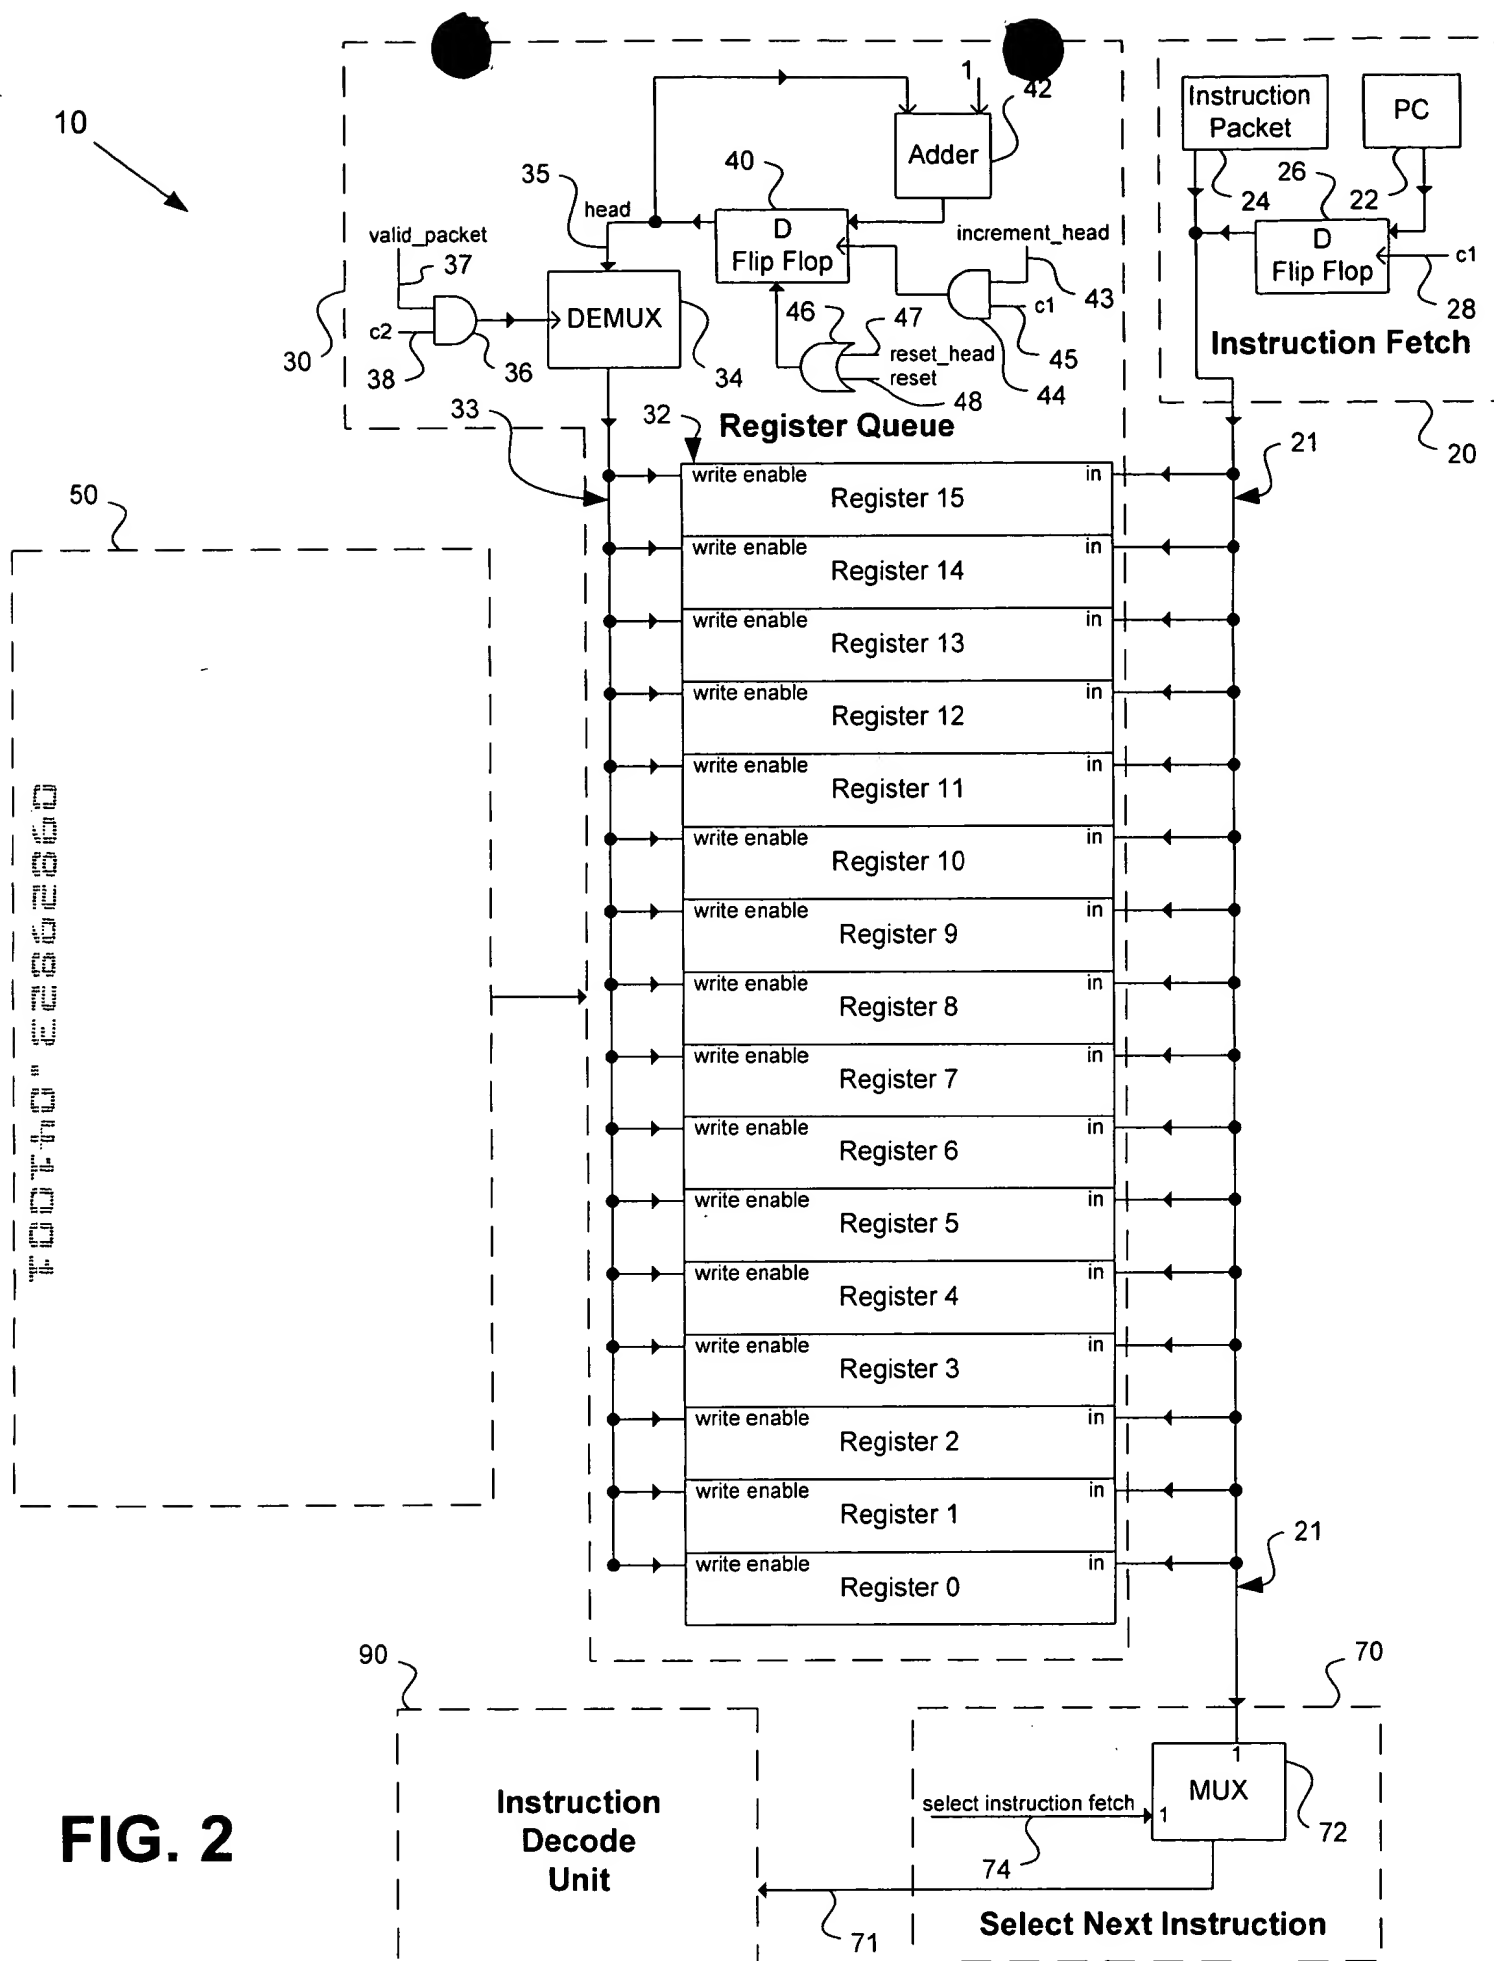 10
1
42
Adder
Instruction
Packet
PC
24
26
22
D
Flip Flop
c1
28
Instruction Fetch
20
35
head
40
D
Flip Flop
valid_packet
37
c2
38
36
30
DEMUX
34
increment_head
43
c1
45
44
46
47
reset_head
reset
48
33
32
Register Queue
21
write enable in
Register 15
write enable in
Register 14
write enable in
Register 13
write enable in
Register 12
write enable in
Register 11
write enable in
Register 10
write enable in
Register 9
write enable in
Register 8
write enable in
Register 7
write enable in
Register 6
write enable in
Register 5
write enable in
Register 4
write enable in
Register 3
write enable in
Register 2
write enable in
Register 1
write enable in
Register 0
50
21
90
70
Instruction
Decode
Unit
1
MUX
select instruction fetch
1
72
74
71
Select Next Instruction
FIG. 2